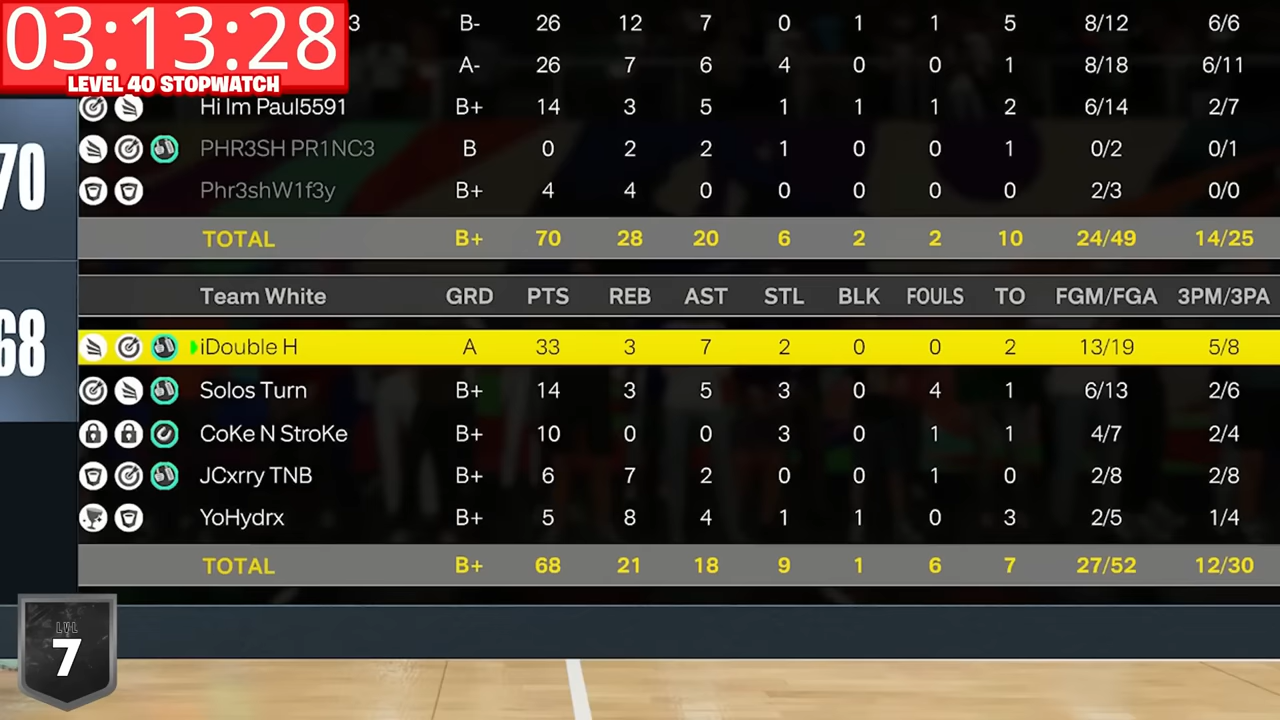 03:13:28
LEVEL 40 STOPWATCH
3 B- 26 12 7 0 1 1 5 8/12 6/6
A- 26 7 6 4 0 0 1 8/18 6/11
Hi Im Paul5591 B+ 14 3 5 1 1 1 2 6/14 2/7
PHR3SH PR1NC3 B 0 2 2 1 0 0 1 0/2 0/1
Phr3shW1f3y B+ 4 4 0 0 0 0 0 2/3 0/0
70
TOTAL B+ 70 28 20 6 2 2 10 24/49 14/25
Team White GRD PTS REB AST STL BLK FOULS TO FGM/FGA 3PM/3PA
68
iDouble H A 33 3 7 2 0 0 2 13/19 5/8
Solos Turn B+ 14 3 5 3 0 4 1 6/13 2/6
CoKe N StroKe B+ 10 0 0 3 0 1 1 4/7 2/4
JCxrry TNB B+ 6 7 2 0 0 1 0 2/8 2/8
YoHydrx B+ 5 8 4 1 1 0 3 2/5 1/4
TOTAL B+ 68 21 18 9 1 6 7 27/52 12/30
LVL
7